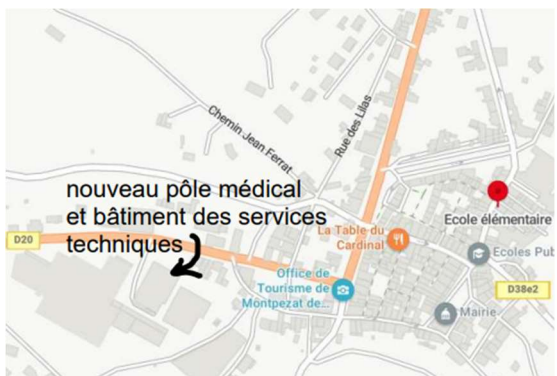 Chemin Jean Ferrat
Rue des Lilas
nouveau pôle médical
et bâtiment des services
techniques
D20
La Table du
Cardinal
Ecole élémentaire
Ecoles Pub
Office de
Tourisme de
Montpezat de...
D38e2
Mairie